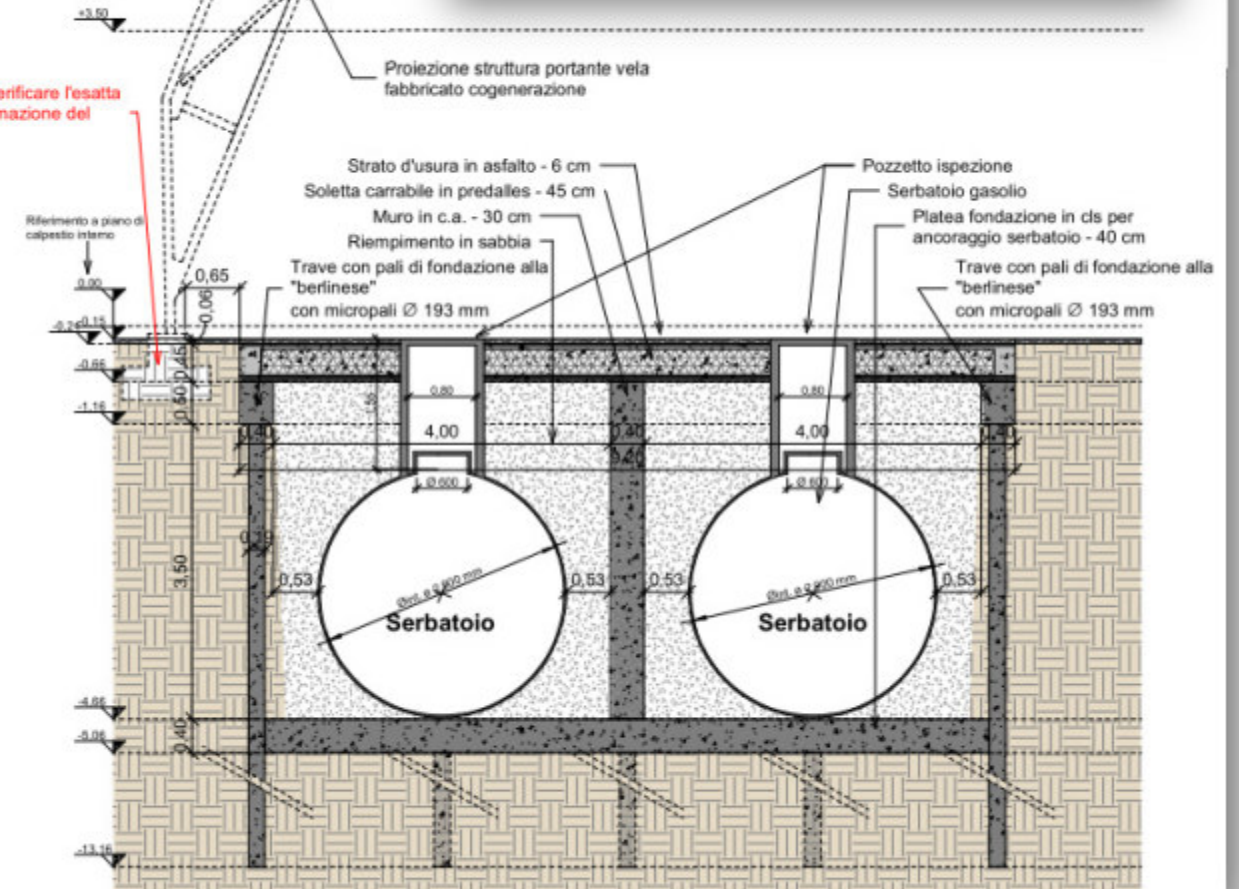 +3,50
Proiezione struttura portante vela
fabbricato cogenerazione
erificare l'esatta
mazione del
Strato d'usura in asfalto - 6 cm
Pozzetto ispezione
Soletta carrabile in predalles - 45 cm
Serbatoio gasolio
Muro in c.a. - 30 cm
Platea fondazione in cls per
ancoraggio serbatoio - 40 cm
Riferimento a piano di
calpestio interno
Riempimento in sabbia
Trave con pali di fondazione alla
"berlinese"
con micropali Ø 193 mm
Trave con pali di fondazione alla
"berlinese"
con micropali Ø 193 mm
0,65
0.00
0,06
-0.15
0,45
-0.66
0,80
0,80
0,50
-1.16
0,40
4,00
0,40
4,00
0,40
Ø 600
Ø 600
0,19
3,50
0,53
0,53
0,53
0,53
Serbatoio
Serbatoio
-4.66
0,40
-5.06
-13.16